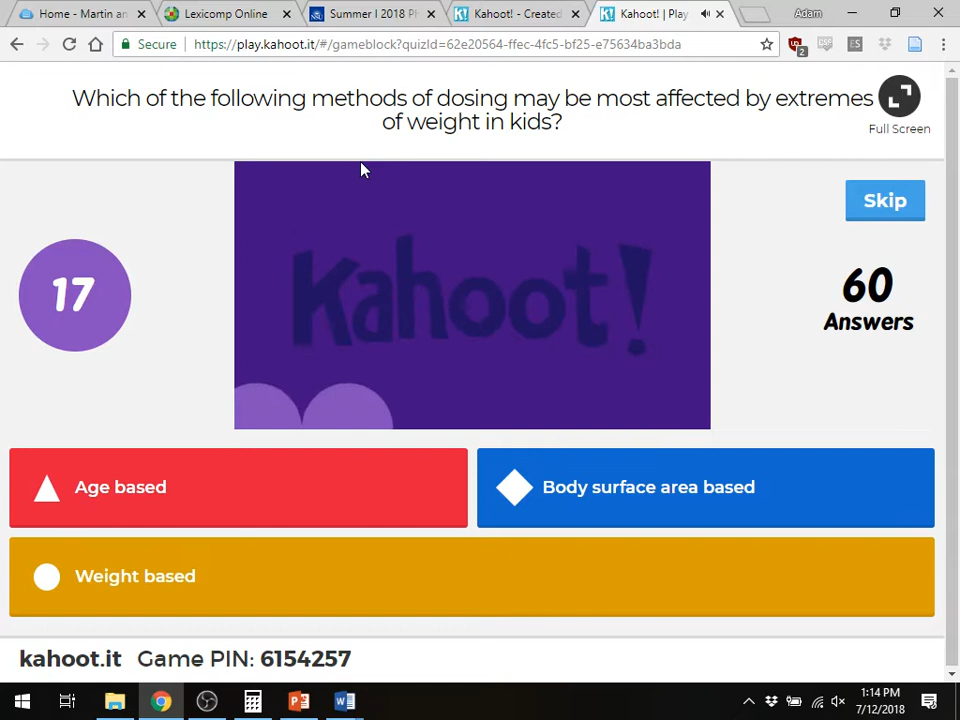 Home - Martin an
Lexicomp Online
Summer I 2018 P
Kahoot! - Created
Kahoot! | Play
Adam
Secure
https://play.kahoot.it/#/gameblock?quizId=62e20564-ffec-4fc5-bf25-e75634ba3bda
2
ES
Which of the following methods of dosing may be most affected by extremes
of weight in kids?
Full Screen
Skip
17
Kahoot!
60
Answers
Age based
Body surface area based
Weight based
kahoot.it Game PIN: 6154257
1:14 PM
7/12/2018